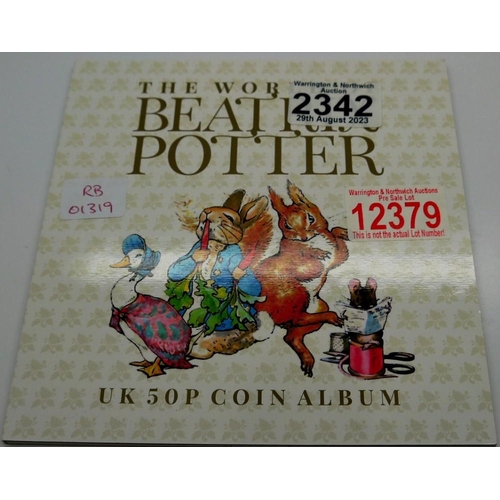 THE WOR
Warrington & Northwich
Auction
2342
29th August 2023
BEATRIX
POTTER
RB
01319
Warrington & Northwich Auctions
Pre Sale Lot
12379
This is not the actual Lot Number!
UK 50P COIN ALBUM